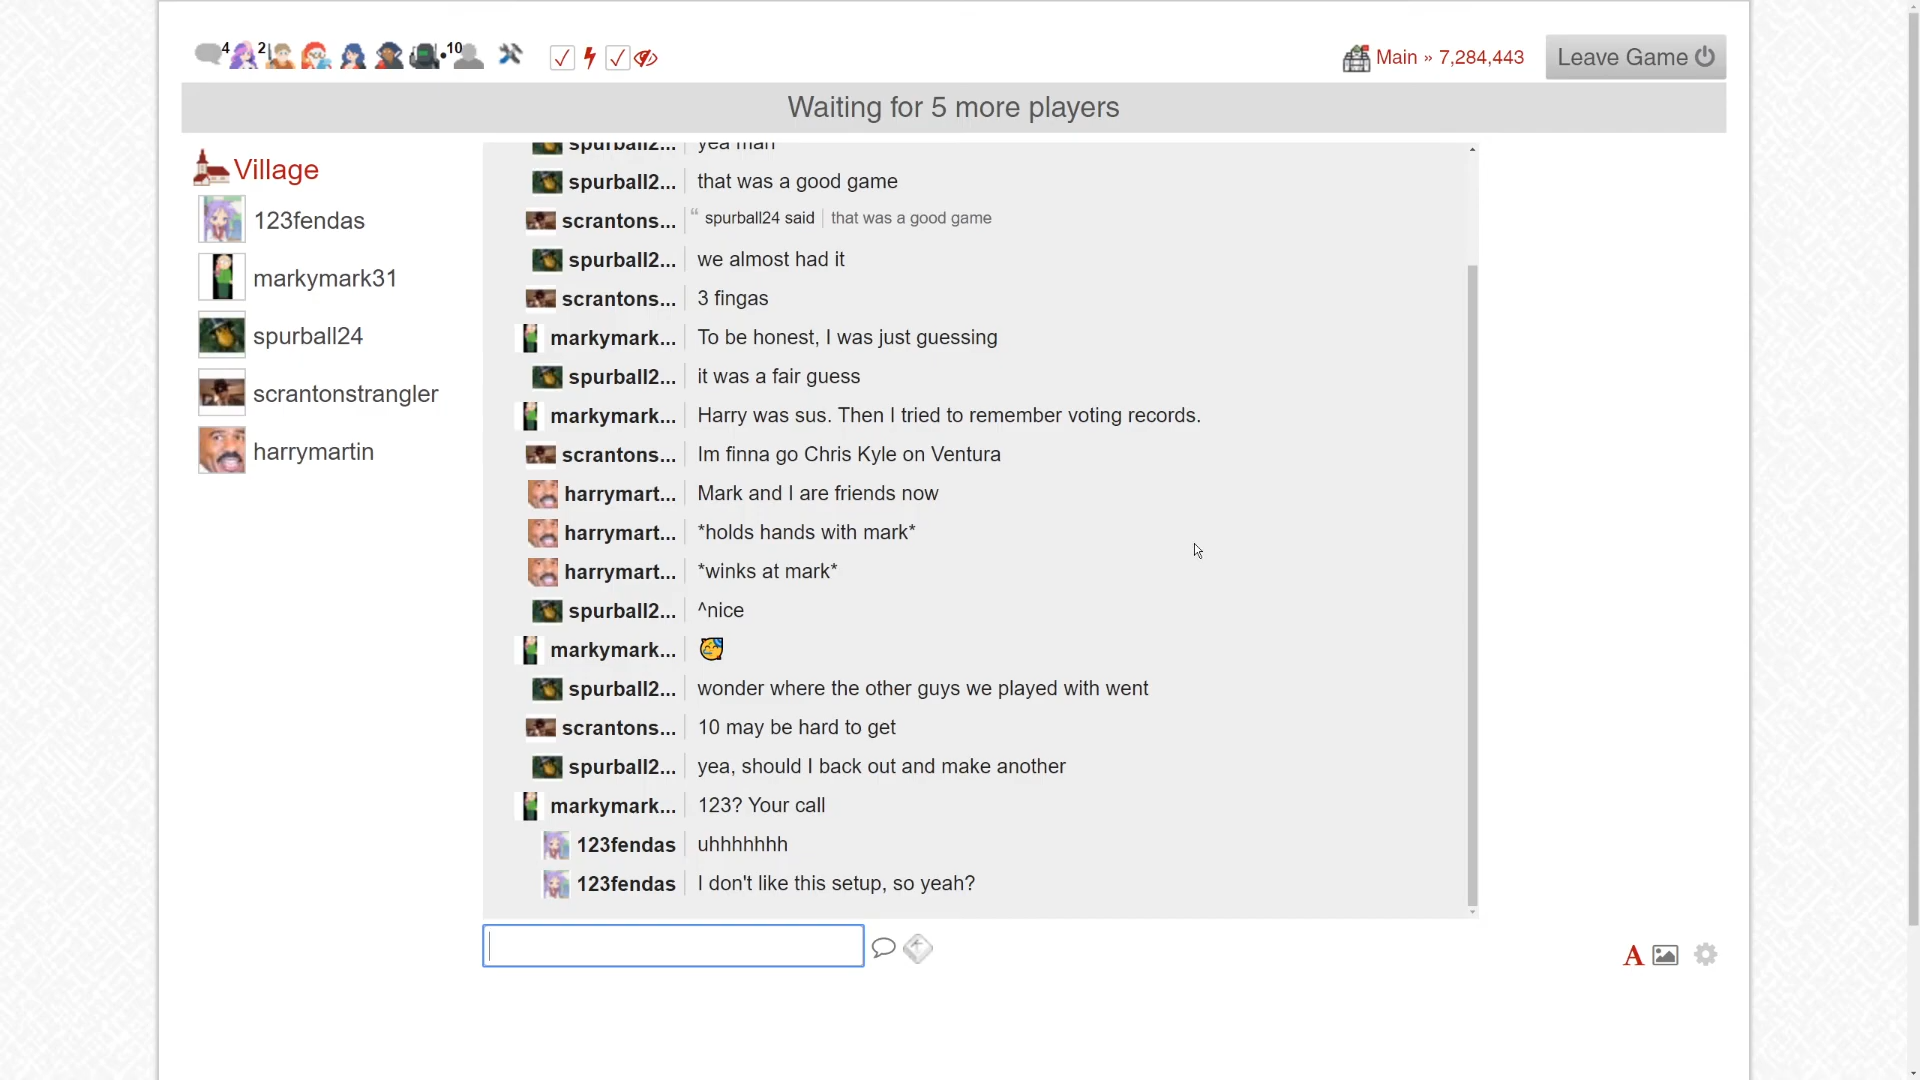 4 2 10 Main » 7,284,443 Leave Game
Waiting for 5 more players
Village
123fendas
markymark31
spurball24
scrantonstrangler
harrymartin
spurball2... yea man
spurball2... that was a good game
scrantons... “ spurball24 said that was a good game
spurball2... we almost had it
scrantons... 3 fingas
markymark... To be honest, I was just guessing
spurball2... it was a fair guess
markymark... Harry was sus. Then I tried to remember voting records.
scrantons... Im finna go Chris Kyle on Ventura
harrymart... Mark and I are friends now
harrymart... *holds hands with mark*
harrymart... *winks at mark*
spurball2... ^nice
markymark... 🥳
spurball2... wonder where the other guys we played with went
scrantons... 10 may be hard to get
spurball2... yea, should I back out and make another
markymark... 123? Your call
123fendas uhhhhhhh
123fendas I don't like this setup, so yeah?
A